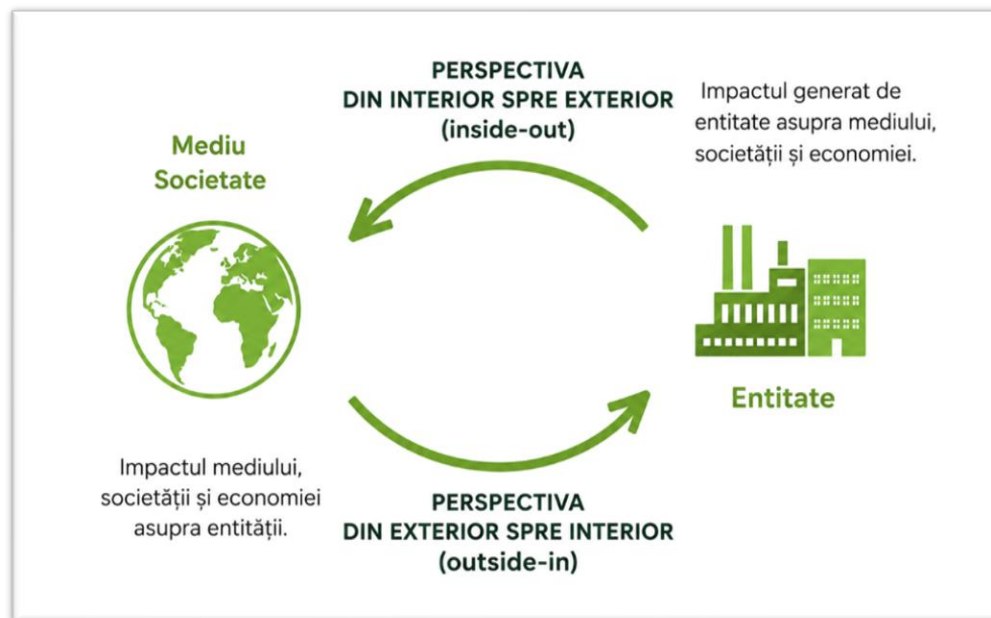 PERSPECTIVA
DIN INTERIOR SPRE EXTERIOR
(inside-out)
Impactul generat de
entitate asupra mediului,
societății și economiei.
Mediu
Societate
Entitate
Impactul mediului,
societății și economiei
asupra entității.
PERSPECTIVA
DIN EXTERIOR SPRE INTERIOR
(outside-in)